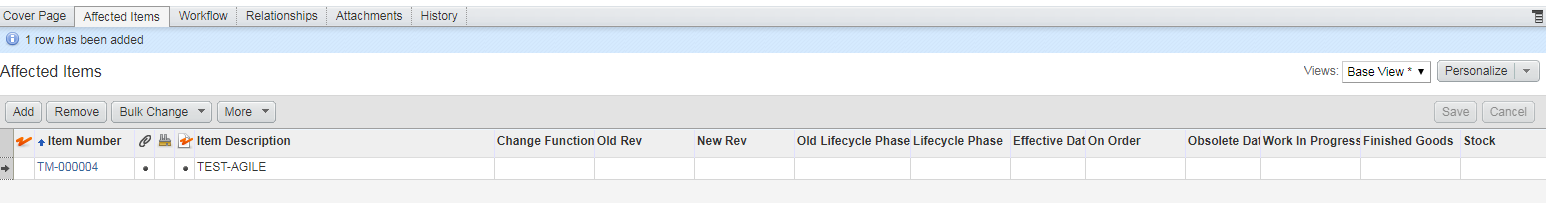 Cover Page Affected Items Workflow Relationships Attachments History
1 row has been added
Affected Items
Views: Base View * Personalize
Add Remove Bulk Change More Save Cancel
Item Number Item Description Change Function Old Rev New Rev Old Lifecycle Phase Lifecycle Phase Effective Dat On Order Obsolete Dat Work In Progress Finished Goods Stock
TM-000004 TEST-AGILE